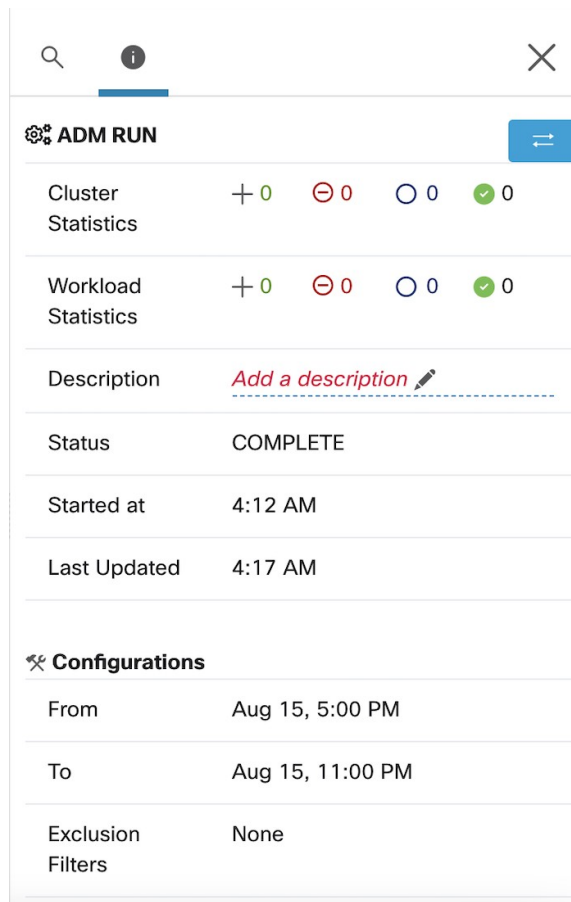 ADM RUN
Cluster Statistics
0 0 0 0
Workload Statistics
0 0 0 0
Description Add a description
Status COMPLETE
Started at 4:12 AM
Last Updated 4:17 AM
Configurations
From Aug 15, 5:00 PM
To Aug 15, 11:00 PM
Exclusion Filters None